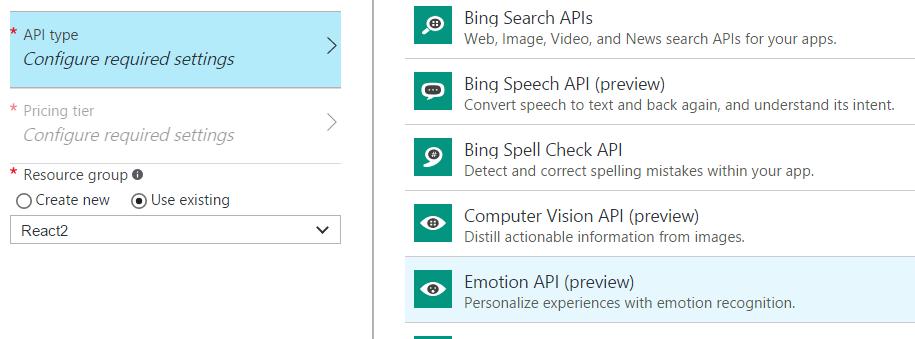 * API type
Configure required settings
* Pricing tier
Configure required settings
* Resource group
Create new Use existing
React2
Bing Search APIs
Web, Image, Video, and News search APIs for your apps.
Bing Speech API (preview)
Convert speech to text and back again, and understand its intent.
Bing Spell Check API
Detect and correct spelling mistakes within your app.
Computer Vision API (preview)
Distill actionable information from images.
Emotion API (preview)
Personalize experiences with emotion recognition.